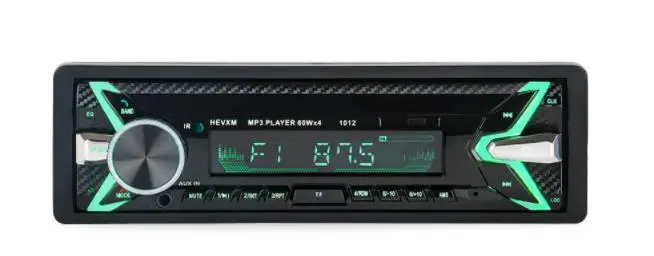 BAND
CLK
EQ
IR
HEVXM MP3 PLAYER 60Wx4 1012
F1 87.5
AUX IN
MODE
MUTE 1/▶|| 2/INT 3/RPT T.F 4/RDM 5/-10 6/+10 AMS
LOC